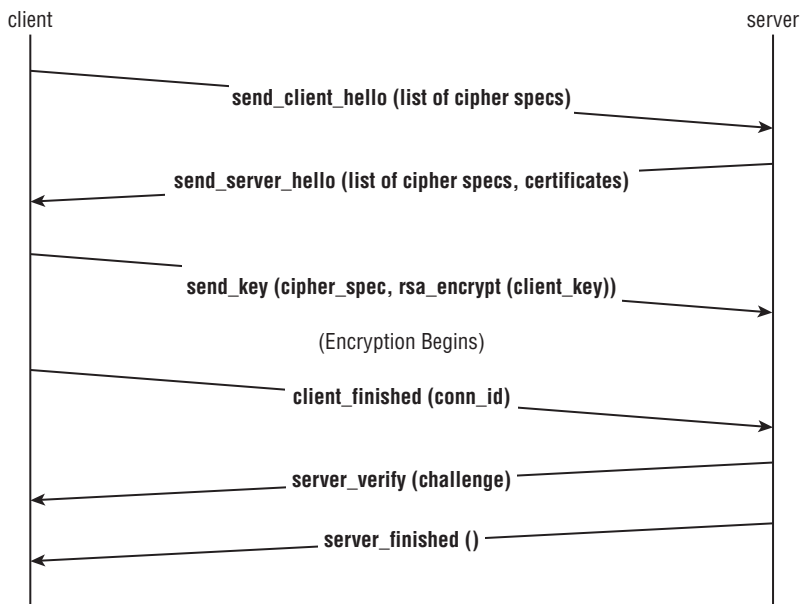 client
server
send_client_hello (list of cipher specs)
send_server_hello (list of cipher specs, certificates)
send_key (cipher_spec, rsa_encrypt (client_key))
(Encryption Begins)
client_finished (conn_id)
server_verify (challenge)
server_finished ()